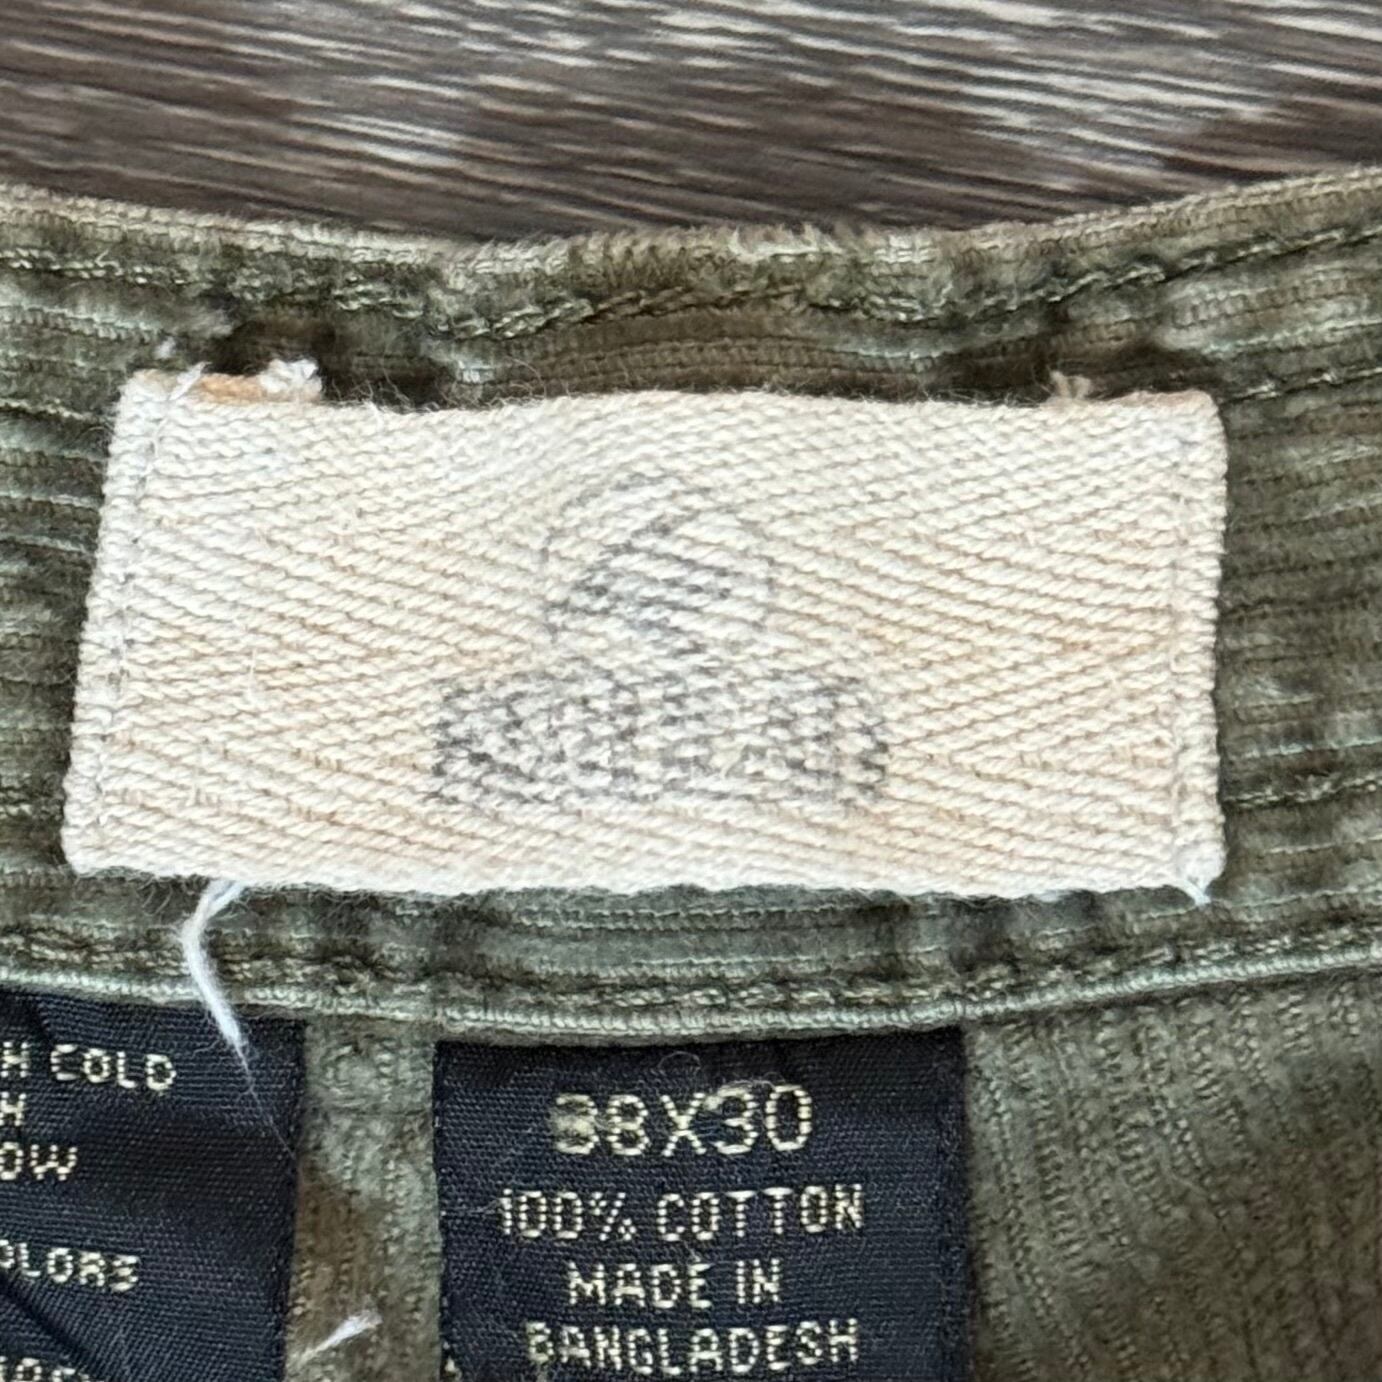 H COLD
H
OW
OLORS
38X30
100% COTTON
MADE IN
BANGLADESH